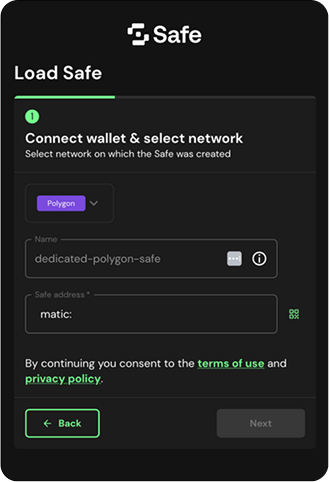 Safe
Load Safe
1
Connect wallet & select network
Select network on which the Safe was created
Polygon
Name
dedicated-polygon-safe
Safe address *
matic:
By continuing you consent to the terms of use and
privacy policy.
← Back
Next